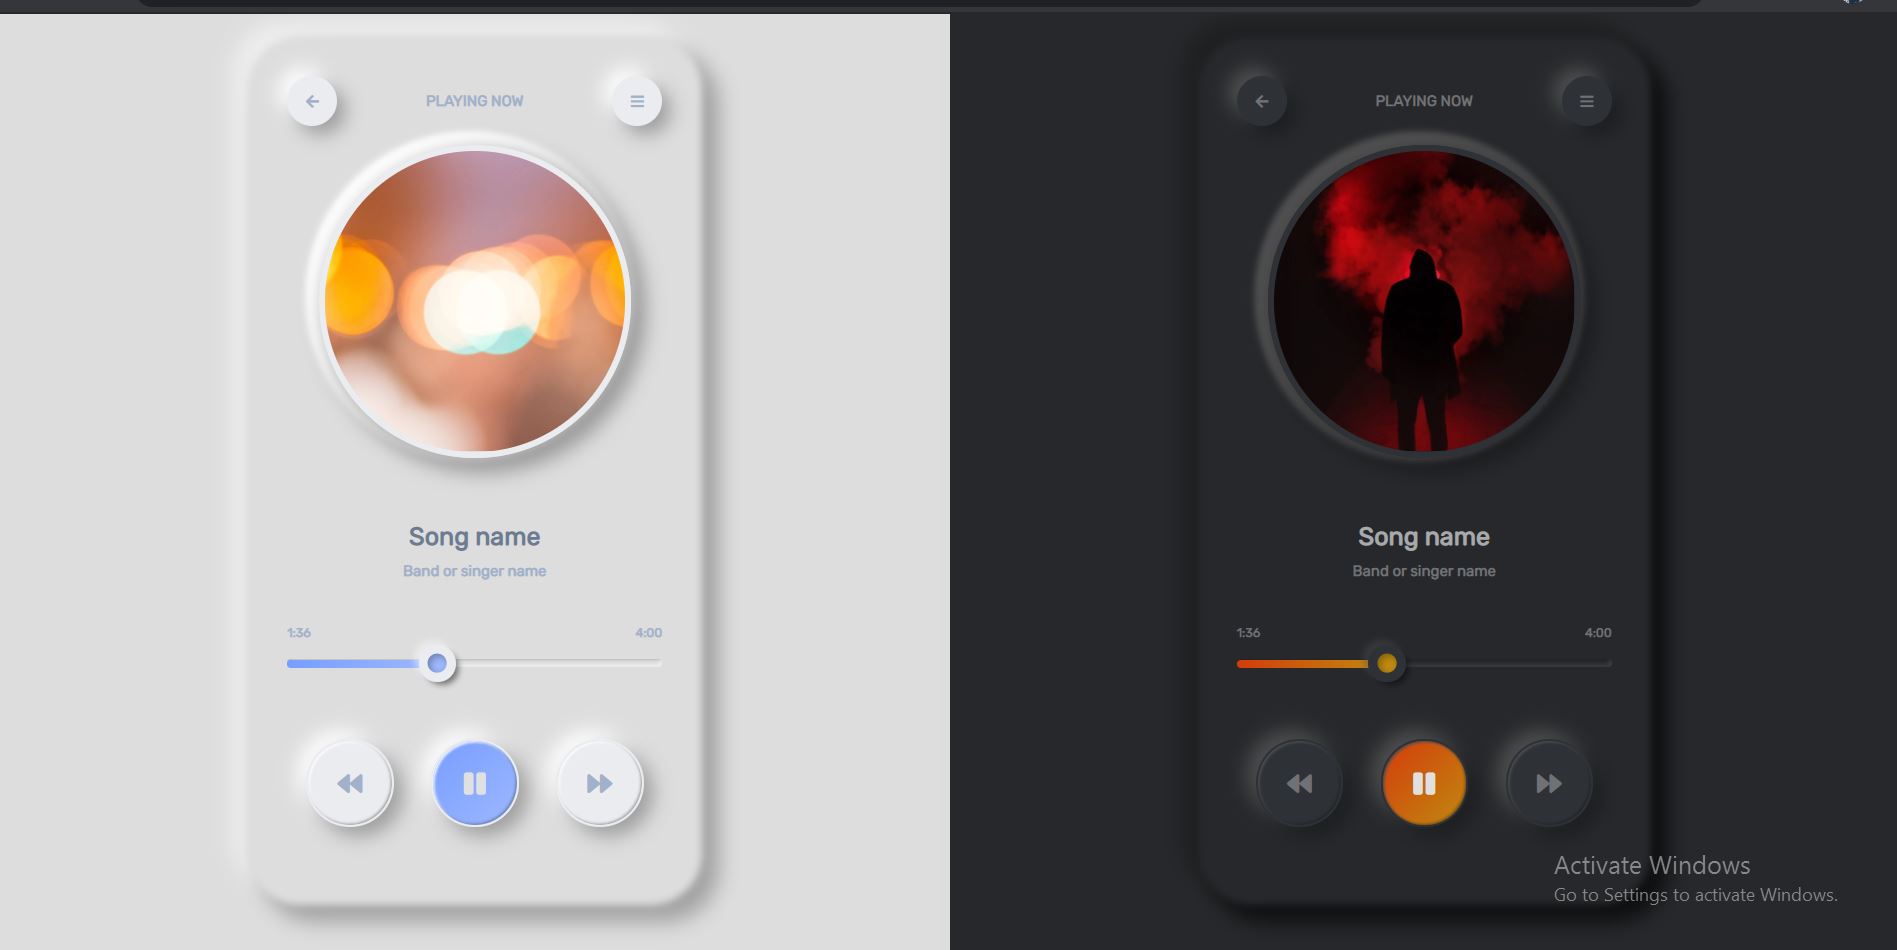 PLAYING NOW
Song name
Band or singer name
1:36 4:00
PLAYING NOW
Song name
Band or singer name
1:36 4:00
Activate Windows
Go to Settings to activate Windows.